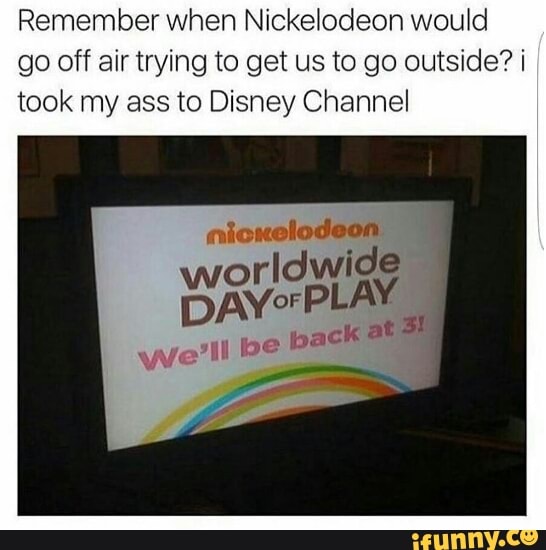 Remember when Nickelodeon would
go off air trying to get us to go outside? i
took my ass to Disney Channel
nickelodeon
worldwide
DAY OF PLAY
We'll be back at 3!
ifunny.co